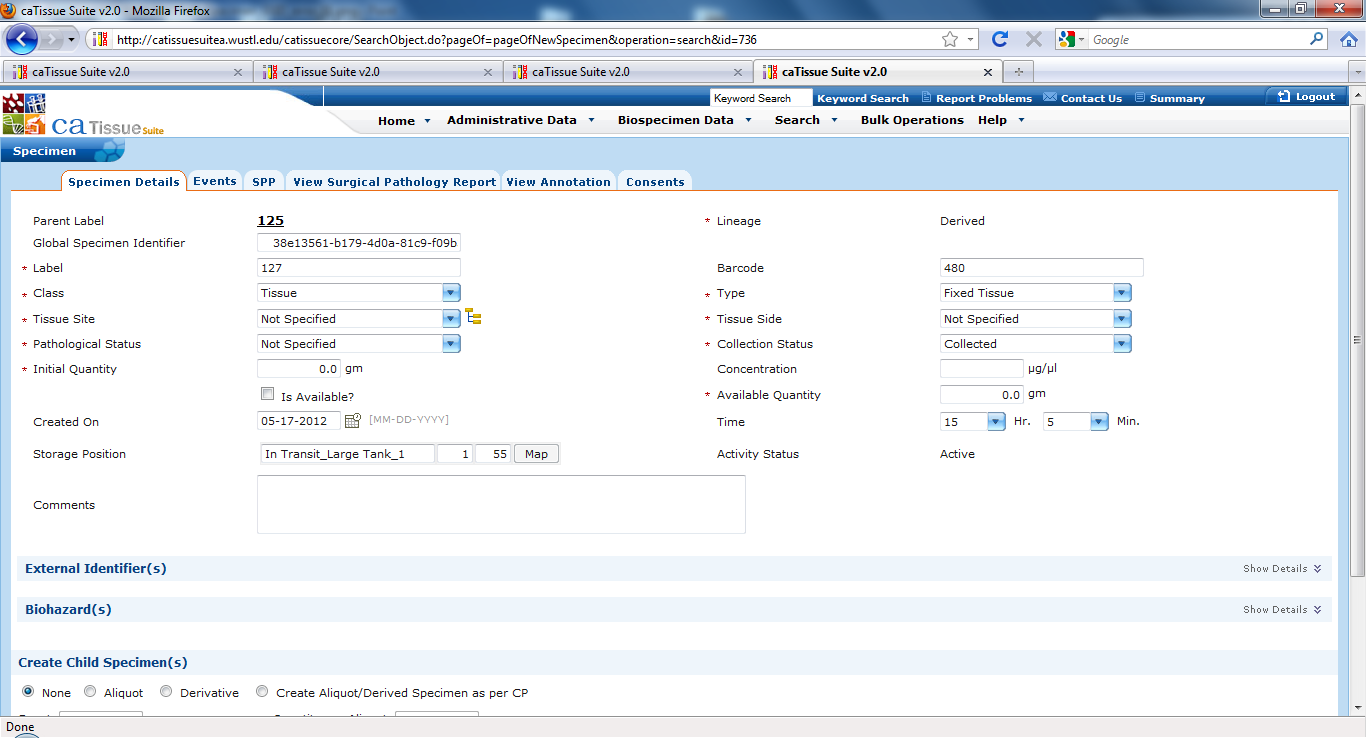 caTissue Suite v2.0 - Mozilla Firefox
http://catissuesuitea.wustl.edu/catissuecore/SearchObject.do?pageOf=pageOfNewSpecimen&operation=search&id=736
Google
caTissue Suite v2.0
caTissue Suite v2.0
caTissue Suite v2.0
caTissue Suite v2.0
Keyword Search Keyword Search Report Problems Contact Us Summary Logout
ca Tissue Suite
Home Administrative Data Biospecimen Data Search Bulk Operations Help
Specimen
Specimen Details Events SPP View Surgical Pathology Report View Annotation Consents
Parent Label 125 * Lineage Derived
Global Specimen Identifier 38e13561-b179-4d0a-81c9-f09b
* Label 127 Barcode 480
* Class Tissue * Type Fixed Tissue
* Tissue Site Not Specified * Tissue Side Not Specified
* Pathological Status Not Specified * Collection Status Collected
* Initial Quantity 0.0 gm Concentration µg/µl
Is Available? * Available Quantity 0.0 gm
Created On 05-17-2012 [MM-DD-YYYY] Time 15 Hr. 5 Min.
Storage Position In Transit_Large Tank_1 1 55 Map Activity Status Active
Comments
External Identifier(s) Show Details
Biohazard(s) Show Details
Create Child Specimen(s)
None Aliquot Derivative Create Aliquot/Derived Specimen as per CP
Done